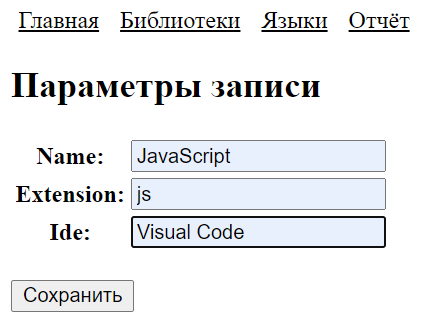 Главная Библиотеки Языки Отчёт
Параметры записи
Name: JavaScript
Extension: js
Ide: Visual Code
Сохранить